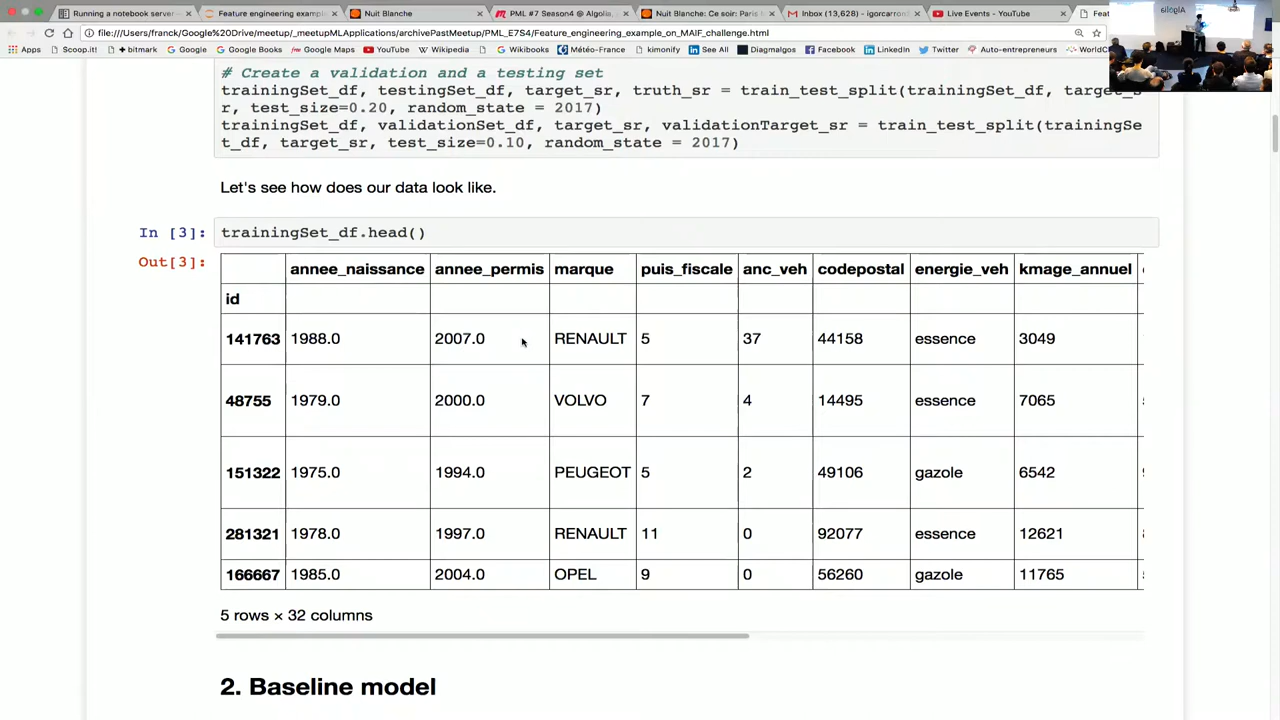 Running a notebook server
Feature engineering exampl
Nuit Blanche
PML #7 Season4 @ Algolia,
Nuit Blanche: Ce soir: Paris
Inbox (13,628) - igorcarron@
Live Events - YouTube
Feat
file:///Users/franck/Google%20Drive/meetup/_meetupMLApplications/archivePastMeetup/PML_E7S4/Feature_engineering_example_on_MAIF_challenge.html
Apps Scoop.it! + bitmark Google Google Books YouTube Wikipedia Wikibooks Météo-France kimonify See All Diagmalgos Facebook LinkedIn Twitter Auto-entrepreneurs WorldC
algolia
# Create a validation and a testing set
trainingSet_df, testingSet_df, target_sr, truth_sr = train_test_split(trainingSet_df, target_s
r, test_size=0.20, random_state = 2017)
trainingSet_df, validationSet_df, target_sr, validationTarget_sr = train_test_split(trainingSe
t_df, target_sr, test_size=0.10, random_state = 2017)
Let's see how does our data look like.
In [3]: trainingSet_df.head()
Out[3]:
annee_naissance annee_permis marque puis_fiscale anc_veh codepostal energie_veh kmage_annuel
id
141763 1988.0 2007.0 RENAULT 5 37 44158 essence 3049
48755 1979.0 2000.0 VOLVO 7 4 14495 essence 7065
151322 1975.0 1994.0 PEUGEOT 5 2 49106 gazole 6542
281321 1978.0 1997.0 RENAULT 11 0 92077 essence 12621
166667 1985.0 2004.0 OPEL 9 0 56260 gazole 11765
5 rows × 32 columns
2. Baseline model